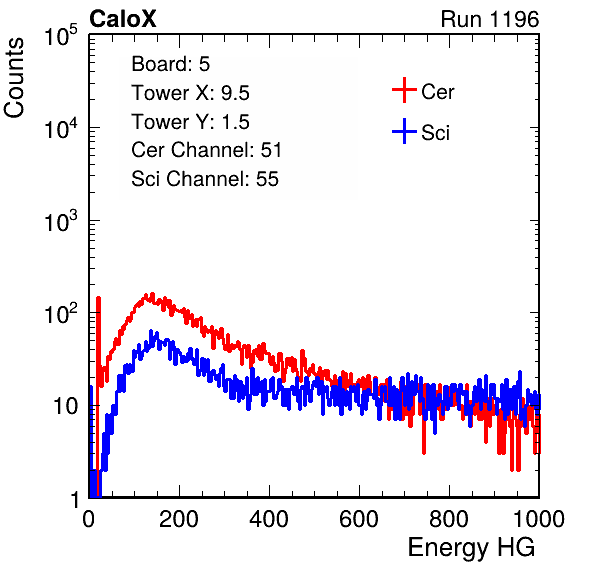 CaloX Run 1196
Counts
10^5
10^4
10^3
10^2
10
1
Board: 5
Tower X: 9.5
Tower Y: 1.5
Cer Channel: 51
Sci Channel: 55
Cer
Sci
0 200 400 600 800 1000
Energy HG